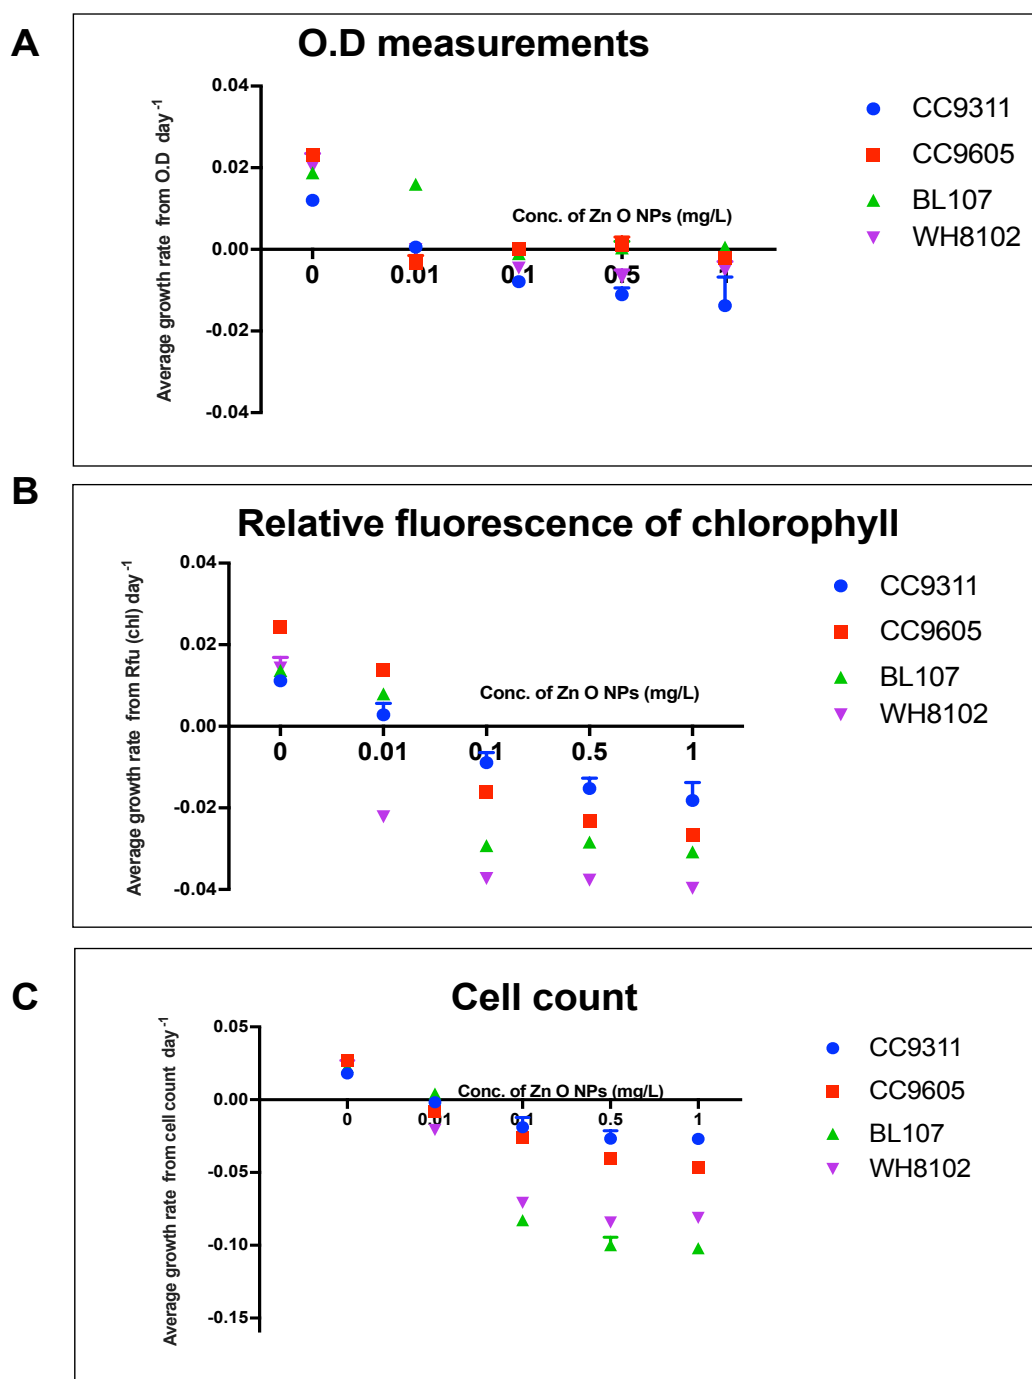 A
O.D measurements
Average growth rate from O.D day-1
0.04
0.02
0.00
-0.02
-0.04
Conc. of Zn O NPs (mg/L)
0 0.01 0.1 0.5
CC9311
CC9605
BL107
WH8102
B
Relative fluorescence of chlorophyll
Average growth rate from Rfu (chl) day-1
0.04
0.02
0.00
-0.02
-0.04
Conc. of Zn O NPs (mg/L)
0 0.01 0.1 0.5 1
CC9311
CC9605
BL107
WH8102
C
Cell count
Average growth rate from cell count day-1
0.05
0.00
-0.05
-0.10
-0.15
Conc. of Zn O NPs (mg/L)
0 0.01 0.1 0.5 1
CC9311
CC9605
BL107
WH8102